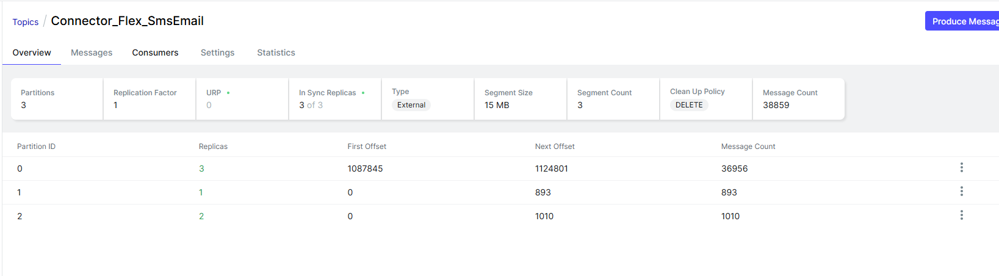 Topics / Connector_Flex_SmsEmail
Produce Messag
Overview Messages Consumers Settings Statistics
Partitions Replication Factor URP In Sync Replicas Type Segment Size Segment Count Clean Up Policy Message Count
3 1 0 3 of 3 External 15 MB 3 DELETE 38859
Partition ID Replicas First Offset Next Offset Message Count
0 3 1087845 1124801 36956
1 1 0 893 893
2 2 0 1010 1010